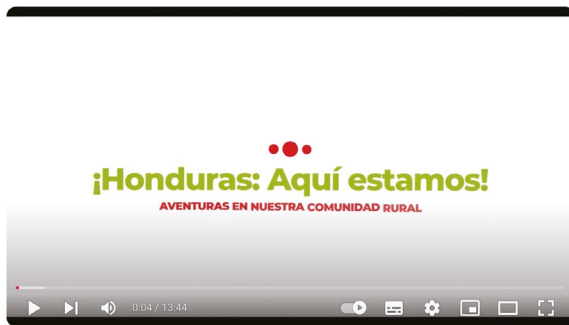 ¡Honduras: Aquí estamos!
AVENTURAS EN NUESTRA COMUNIDAD RURAL
0:04 / 13:44